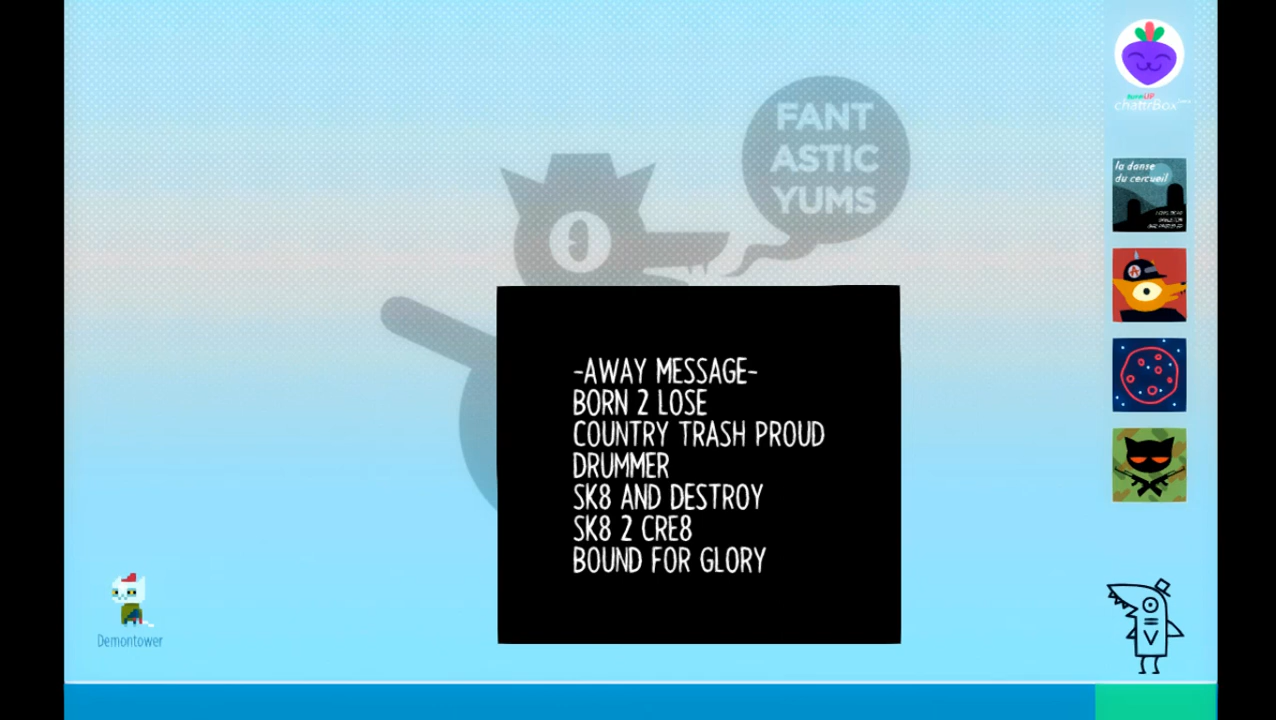 FANT
ASTIC
YUMS
chattrBox
la danse
du cercueil
-AWAY MESSAGE-
BORN 2 LOSE
COUNTRY TRASH PROUD
DRUMMER
SK8 AND DESTROY
SK8 2 CRE8
BOUND FOR GLORY
Demontower